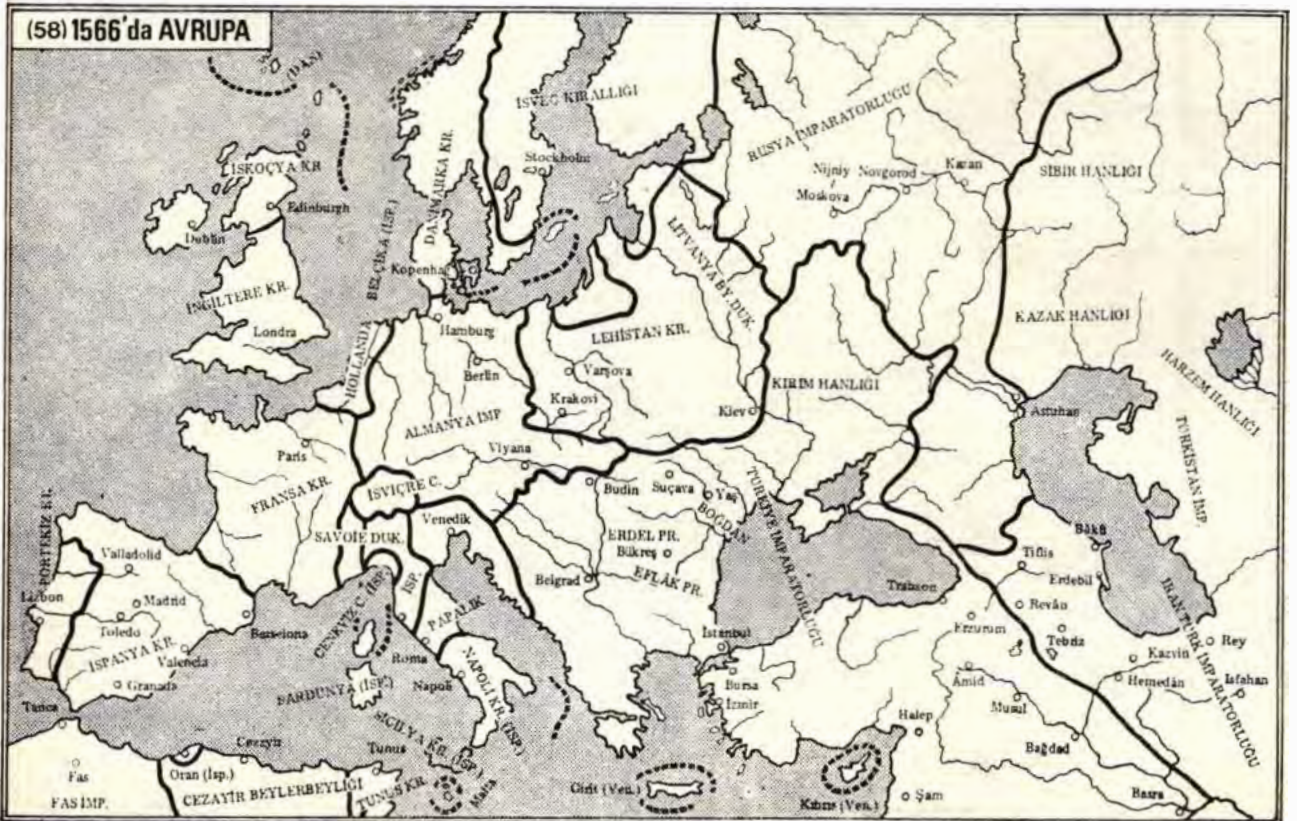 (58) 1566'da AVRUPA
(DAN)
İSKOÇYA KR
Edinburgh
Dublin
İNGİLTERE KR.
Londra
BELÇİKA (İSP.)
HOLLANDA
DANİMARKA KR.
Kopenhag
İSVEÇ KIRALLIĞI
Stockholm
RUSYA İMPARATORLUGU
Nijniy Novgorod
Kazan
Moskova
SİBİR HANLIĞI
LİTVANYA BY. DUK.
KAZAK HANLIĞI
HARZEM HANLIĞI
TÜRKİSTAN İMP.
Hamburg
Berlin
LEHİSTAN KR.
Varşova
Krakovi
Kiev
KIRIM HANLIĞI
Astuhan
ALMANYA İMP
Viyana
Paris
FRANSA KR.
İSVİÇRE C.
SAVOIE DUK.
Venedik
Budin
Suçava
Yaş
BOĞDAN
ERDEL PR.
Bükreş
EFLÂK PR.
Belgrad
TÜRKİYE İMPARATORLUĞU
PORTEKİZ KR.
Lizbon
Valladolid
Madrid
Toledo
İSPANYA KR.
Valencia
Granada
Barselona
CENEVİZ C. (İSP.)
İSP.
PAPALIK
Roma
Napoli
NAPOLİ KR. (İSP.)
SARDUNYA (İSP.)
SİCİLYA KR. (İSP.)
Malta
İstanbul
Bursa
İzmir
Trabzon
Erzurum
Tiflis
Bâkû
Erdebil
Revân
Tebriz
Kazvin
Rey
Hemedân
Isfahan
İRAN TÜRK İMPARATORLUĞU
Âmid
Musul
Halep
Bağdad
Şam
Basra
Tanca
Fas
FAS İMP.
Oran (İsp.)
Cezayir
CEZAYİR BEYLERBEYLİĞİ
Tunus
TUNUS KR.
Girit (Ven.)
Kıbrıs (Ven.)